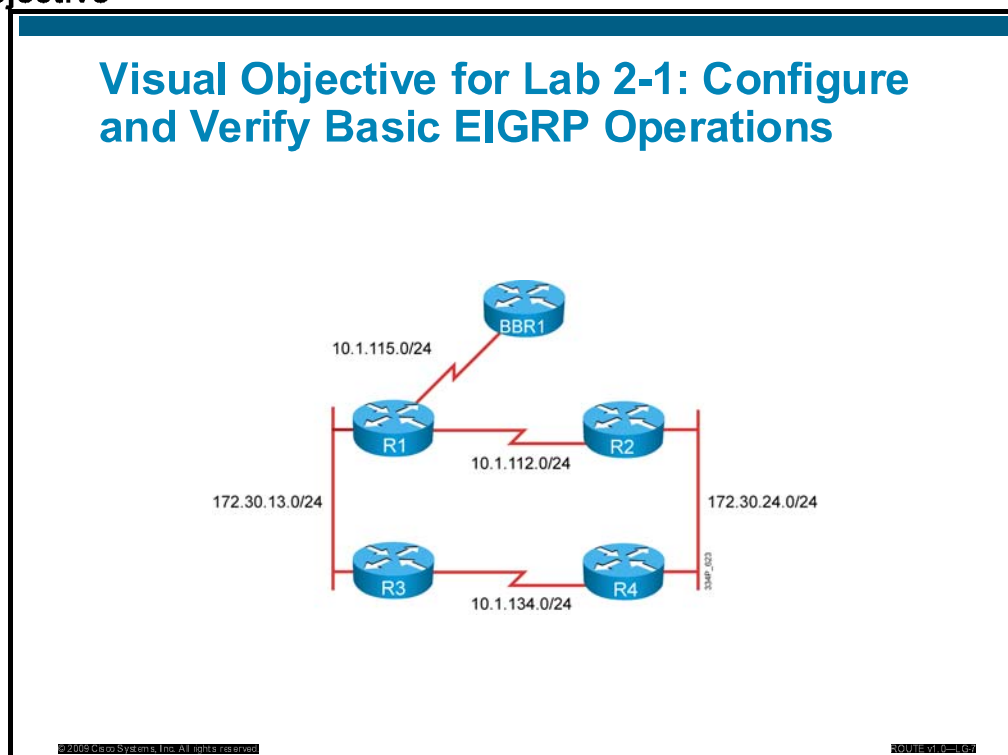 jective
Visual Objective for Lab 2-1: Configure
and Verify Basic EIGRP Operations
BBR1
10.1.115.0/24
R1
R2
10.1.112.0/24
172.30.13.0/24
172.30.24.0/24
334P_623
R3
R4
10.1.134.0/24
© 2009 Cisco Systems, Inc. All rights reserved.
ROUTE v1.0—LG-7